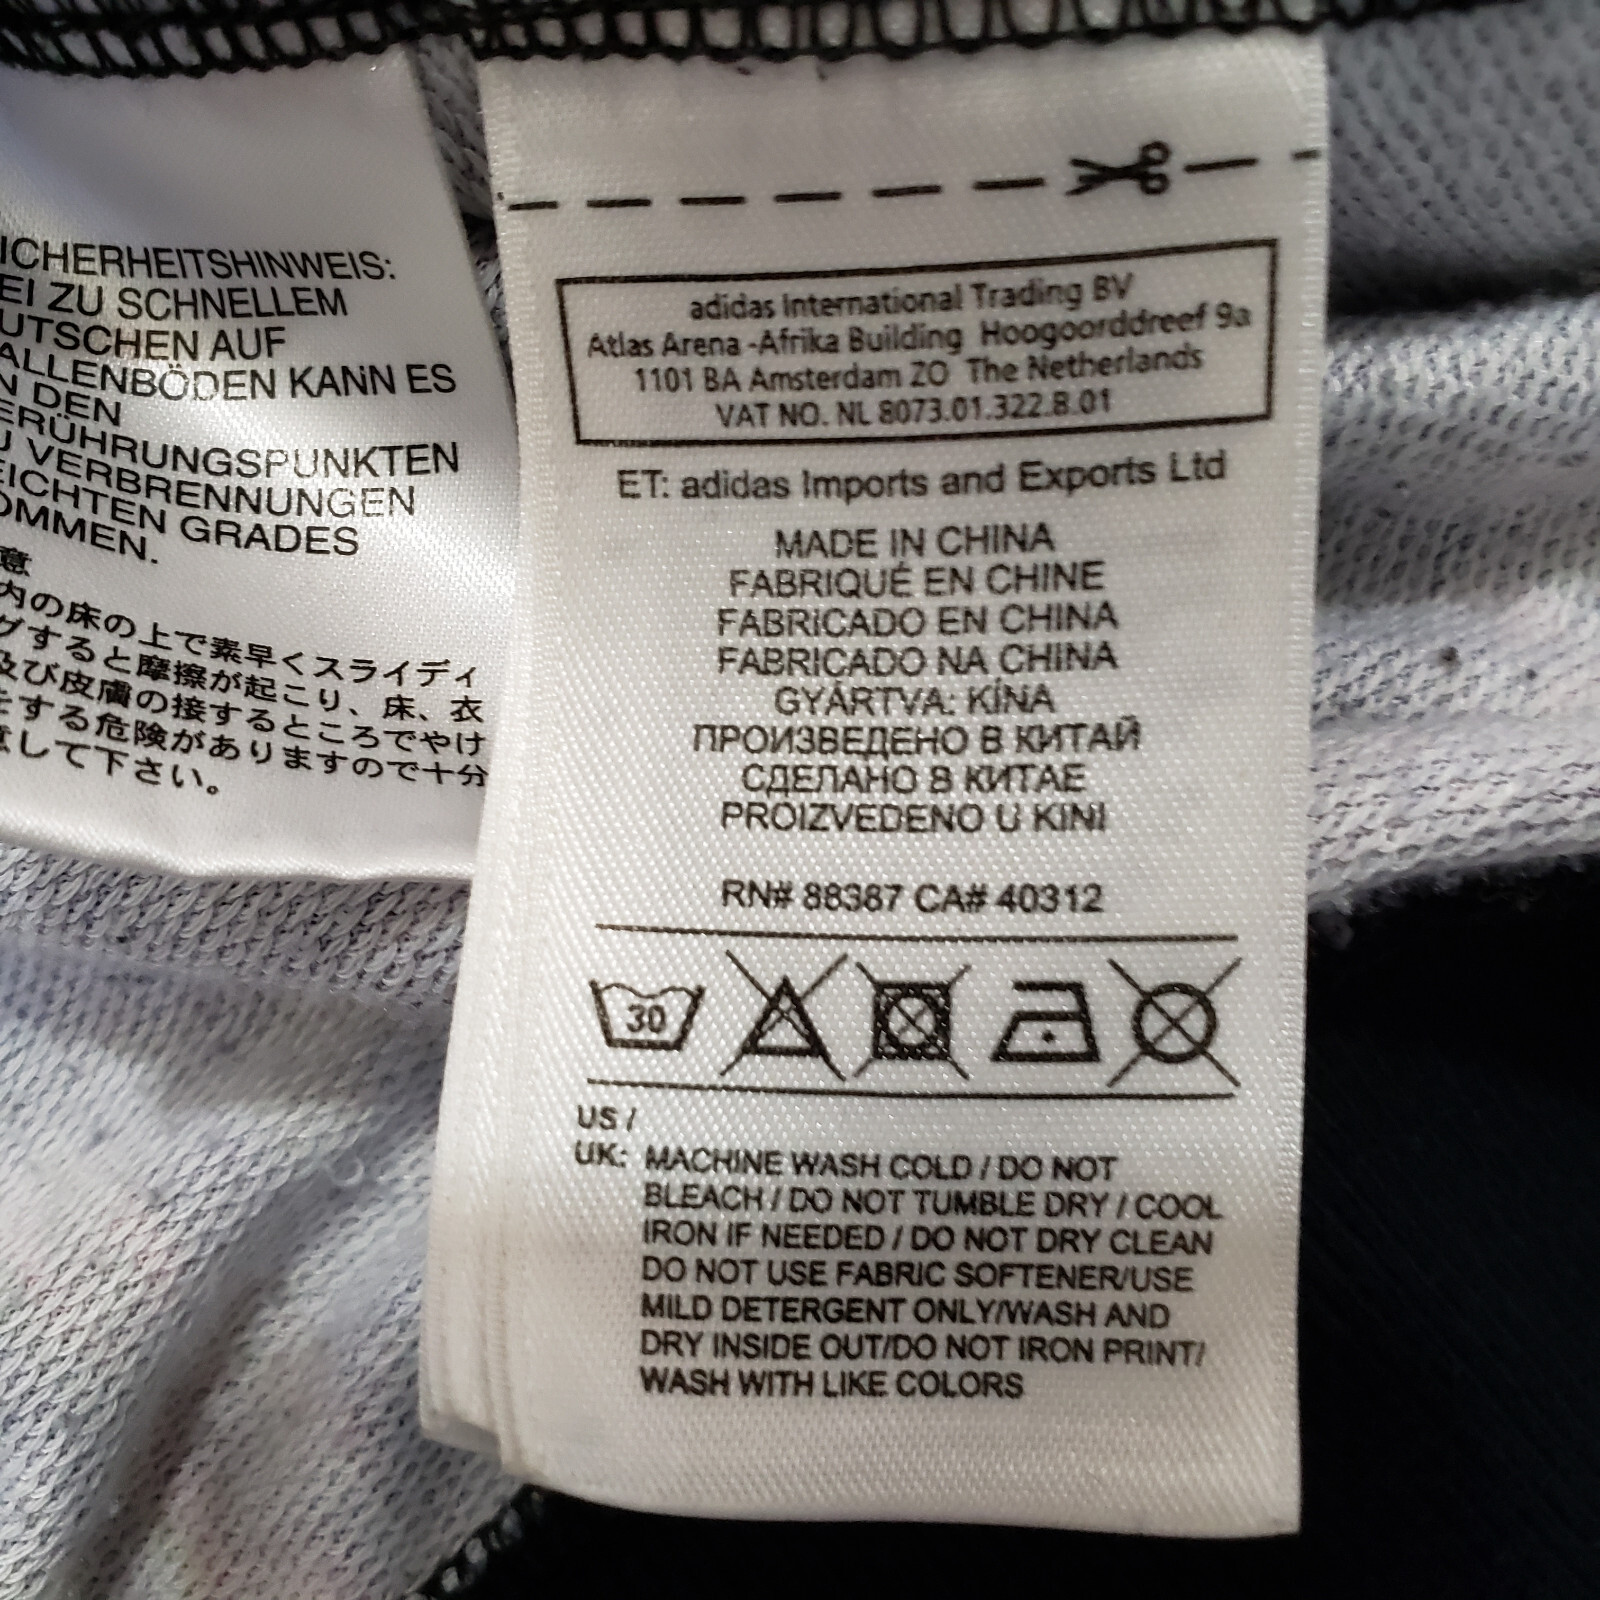 ICHERHEITSHINWEIS:
EI ZU SCHNELLEM
UTSCHEN AUF
ALLENBÖDEN KANN ES
N DEN
ERÜHRUNGSPUNKTEN
U VERBRENNUNGEN
EICHTEN GRADES
OMMEN.
意
内の床の上で素早くスライディ
グすると摩擦が起こり、床、衣
及び皮膚の接するところでやけ
をする危険がありますので十分
意して下さい。
adidas International Trading BV
Atlas Arena -Afrika Building Hoogoorddreef 9a
1101 BA Amsterdam ZO The Netherlands
VAT NO. NL 8073.01.322.B.01
ET: adidas Imports and Exports Ltd
MADE IN CHINA
FABRIQUÉ EN CHINE
FABRICADO EN CHINA
FABRICADO NA CHINA
GYÁRTVA: KÍNA
ПРОИЗВЕДЕНО В КИТАЙ
СДЕЛАНО В КИТАЕ
PROIZVEDENO U KINI
RN# 88387 CA# 40312
30
US /
UK: MACHINE WASH COLD / DO NOT
BLEACH / DO NOT TUMBLE DRY / COOL
IRON IF NEEDED / DO NOT DRY CLEAN
DO NOT USE FABRIC SOFTENER/USE
MILD DETERGENT ONLY/WASH AND
DRY INSIDE OUT/DO NOT IRON PRINT/
WASH WITH LIKE COLORS